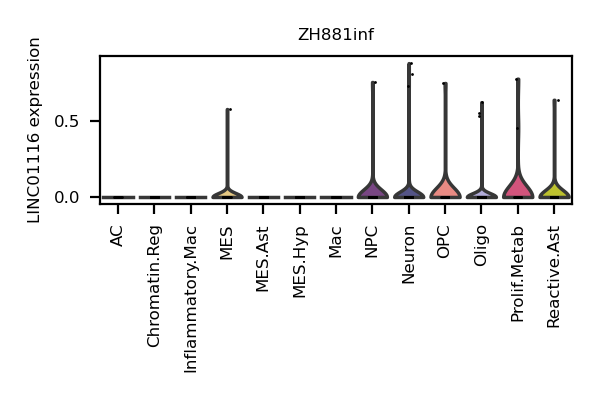 ZH881inf
LINC01116 expression
0.5
0.0
AC
Chromatin.Reg
Inflammatory.Mac
MES
MES.Ast
MES.Hyp
Mac
NPC
Neuron
OPC
Oligo
Prolif.Metab
Reactive.Ast